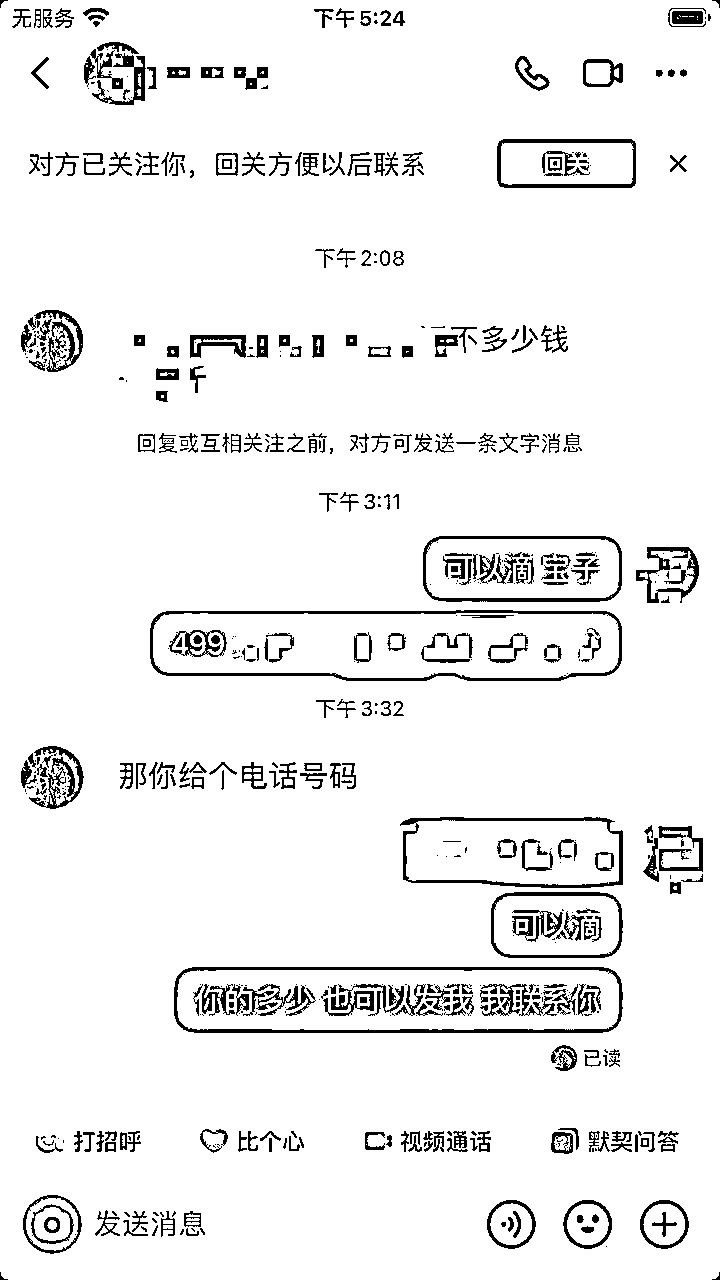 无服务 下午5:24
对方已关注你，回关方便以后联系 回关
下午2:08
不多少钱
回复或互相关注之前，对方可发送一条文字消息
下午3:11
可以滴 宝子
499
下午3:32
那你给个电话号码
可以滴
你的多少 也可以发我 我联系你
已读
打招呼 比个心 视频通话 默契问答
发送消息